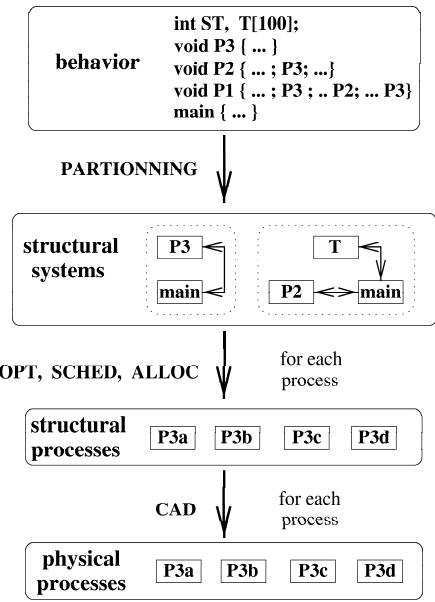 behavior
int ST, T[100];
void P3 { ... }
void P2 { ... ; P3; ...}
void P1 { ... ; P3 ; .. P2; ... P3}
main { ... }
PARTIONNING
structural
systems
P3
main
T
P2
main
OPT, SCHED, ALLOC
for each
process
structural
processes
P3a P3b P3c P3d
CAD
for each
process
physical
processes
P3a P3b P3c P3d